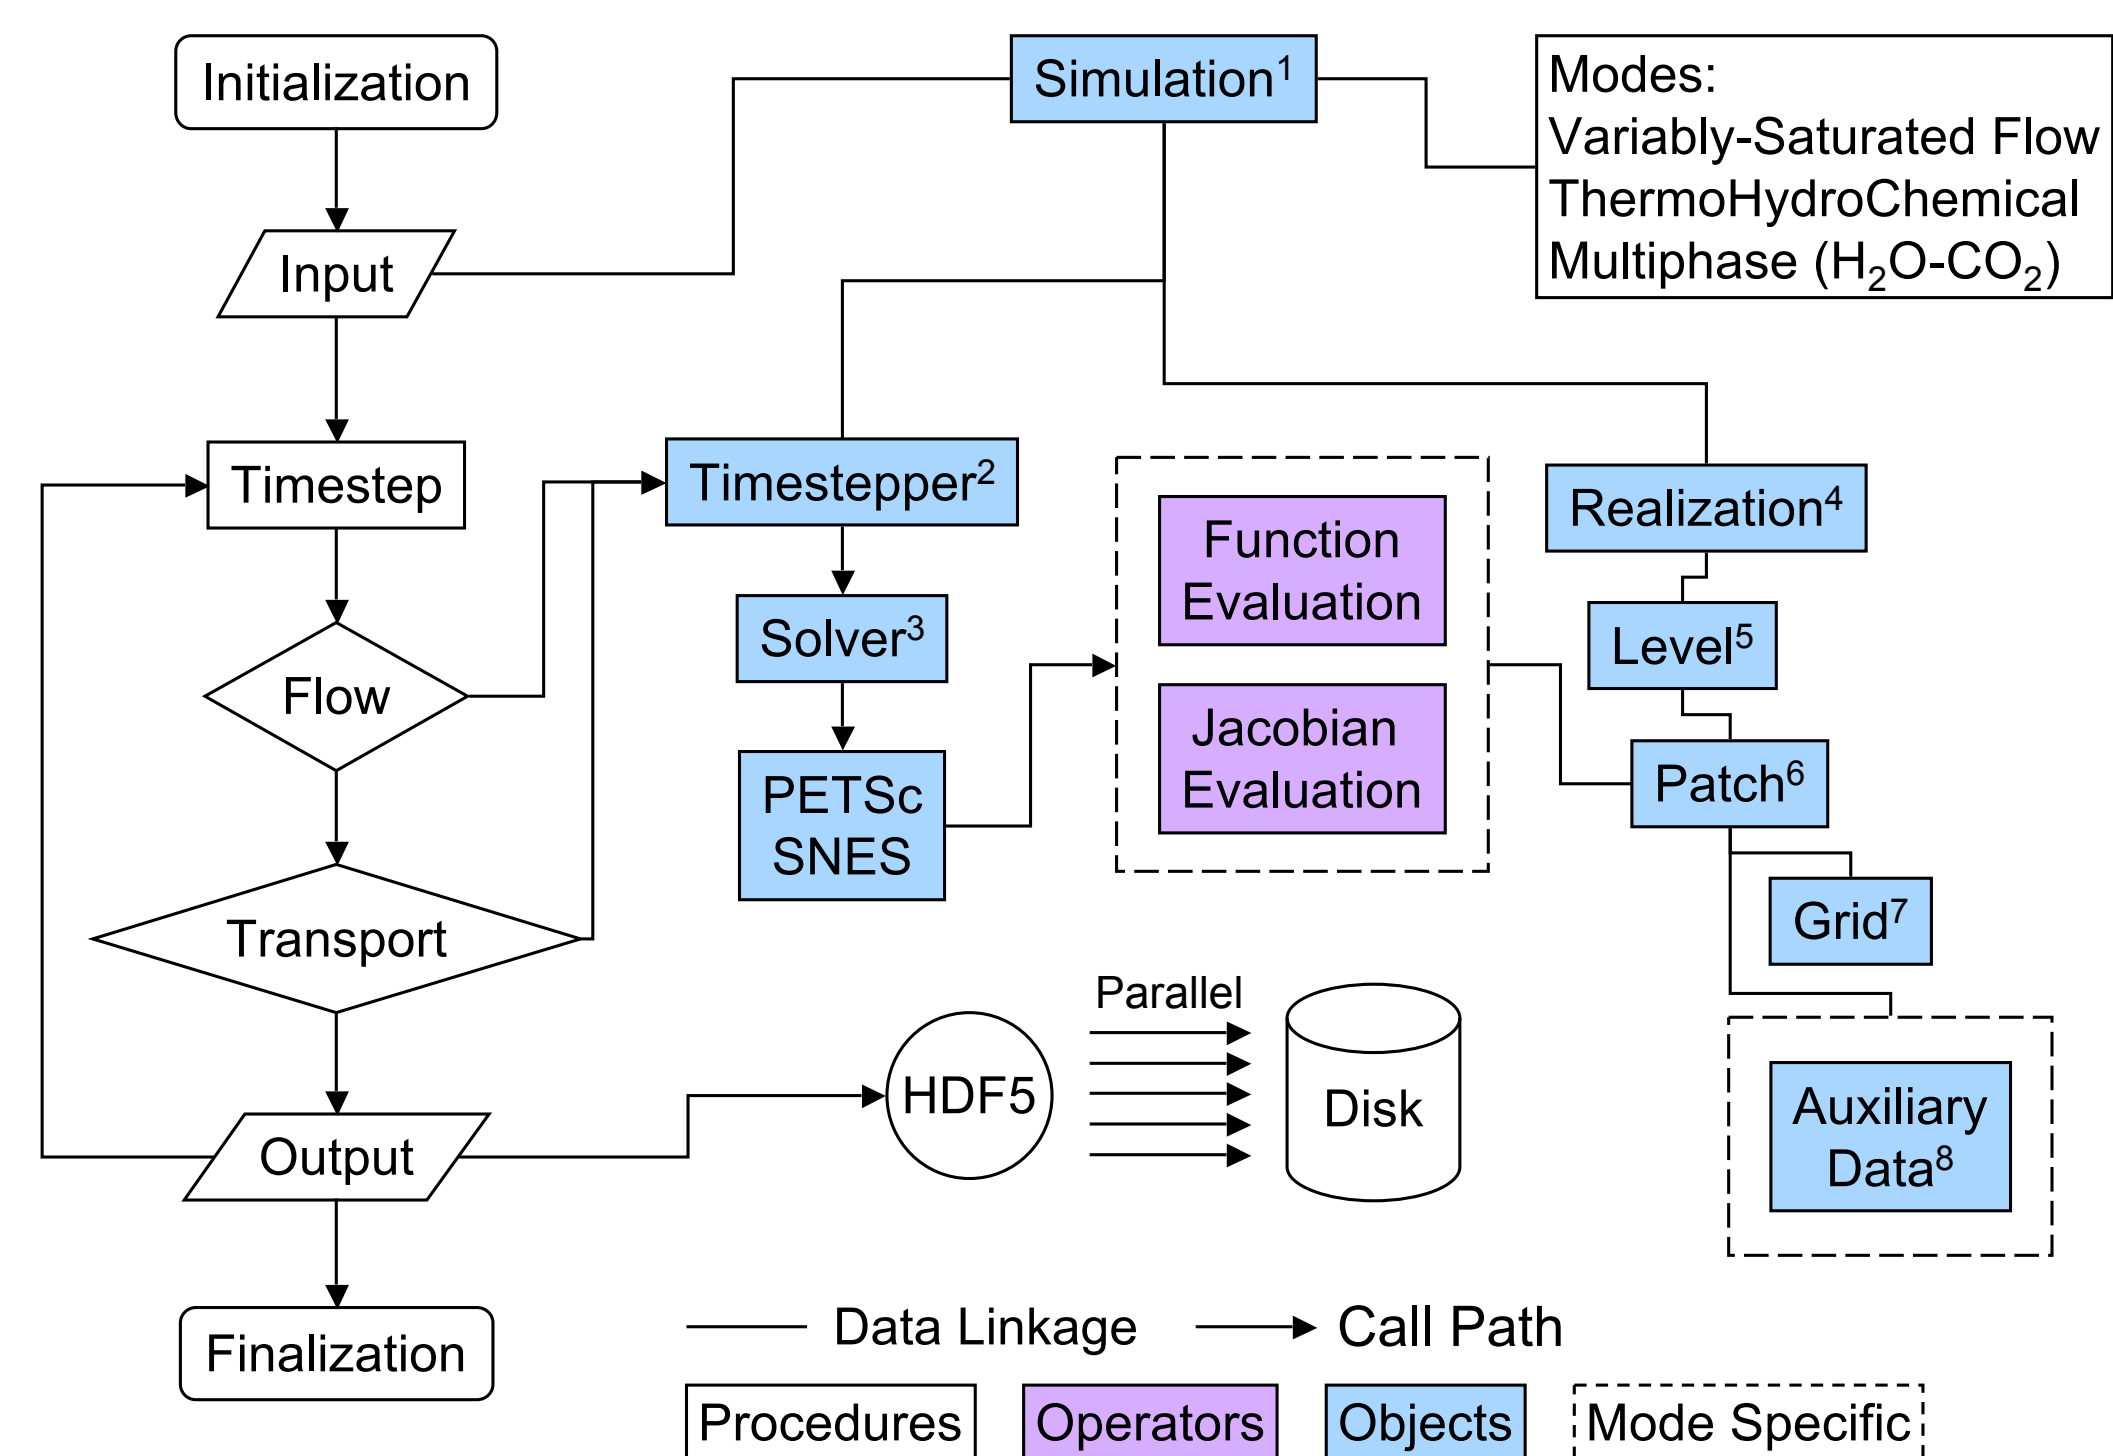 Initialization
Simulation¹
Modes:
Variably-Saturated Flow
ThermoHydroChemical
Multiphase (H₂O-CO₂)
Input
Timestep
Timestepper²
Function
Evaluation
Realization⁴
Solver³
Level⁵
Flow
Jacobian
Evaluation
PETSc
SNES
Patch⁶
Grid⁷
Transport
Parallel
HDF5
Disk
Auxiliary
Data⁸
Output
Finalization
Data Linkage
Call Path
Procedures
Operators
Objects
Mode Specific